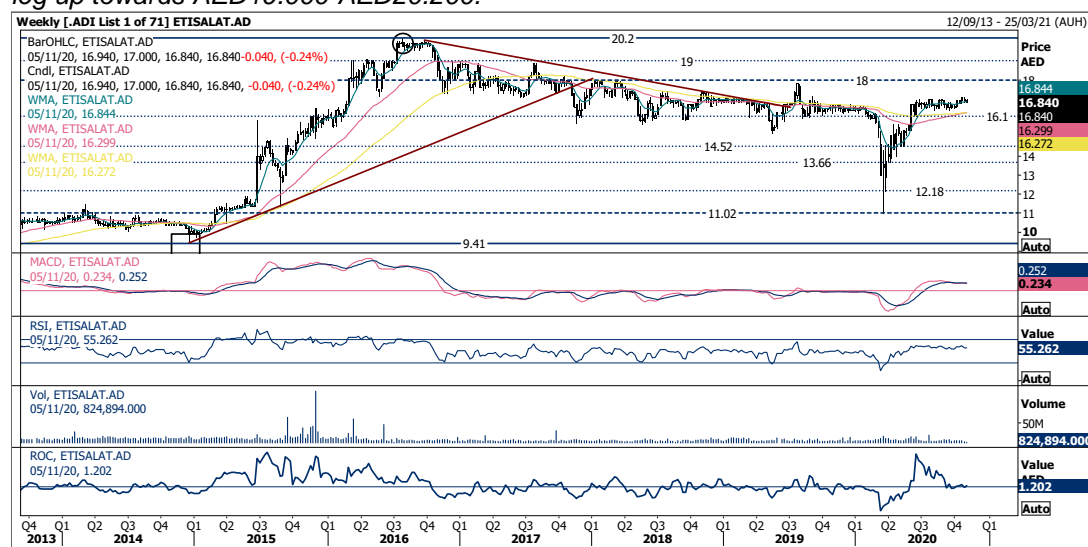 Weekly [.ADI List 1 of 71] ETISALAT.AD 12/09/13 - 25/03/21 (AUH)
BarOHLC, ETISALAT.AD
05/11/20, 16.940, 17.000, 16.840, 16.840-0.040, (-0.24%)
Cndl, ETISALAT.AD
05/11/20, 16.940, 17.000, 16.840, 16.840, -0.040, (-0.24%)
WMA, ETISALAT.AD
05/11/20, 16.844
WMA, ETISALAT.AD
05/11/20, 16.299
WMA, ETISALAT.AD
05/11/20, 16.272
20.2
19
18
16.1
14.52
13.66
12.18
11.02
9.41
Price
AED
18
16.844
16.840
16.840
16.299
16.272
14
13
12
11
10
Auto
MACD, ETISALAT.AD
05/11/20, 0.234, 0.252
0.252
0.234
Auto
RSI, ETISALAT.AD
05/11/20, 55.262
Value
55.262
Auto
Vol, ETISALAT.AD
05/11/20, 824,894.000
Volume
50M
824,894.000
ROC, ETISALAT.AD
05/11/20, 1.202
Value
AED
1.202
Auto
Q4 Q1 Q2 Q3 Q4 Q1 Q2 Q3 Q4 Q1 Q2 Q3 Q4 Q1 Q2 Q3 Q4 Q1 Q2 Q3 Q4 Q1 Q2 Q3 Q4 Q1 Q2 Q3 Q4 Q1
2013 2014 2015 2016 2017 2018 2019 2020